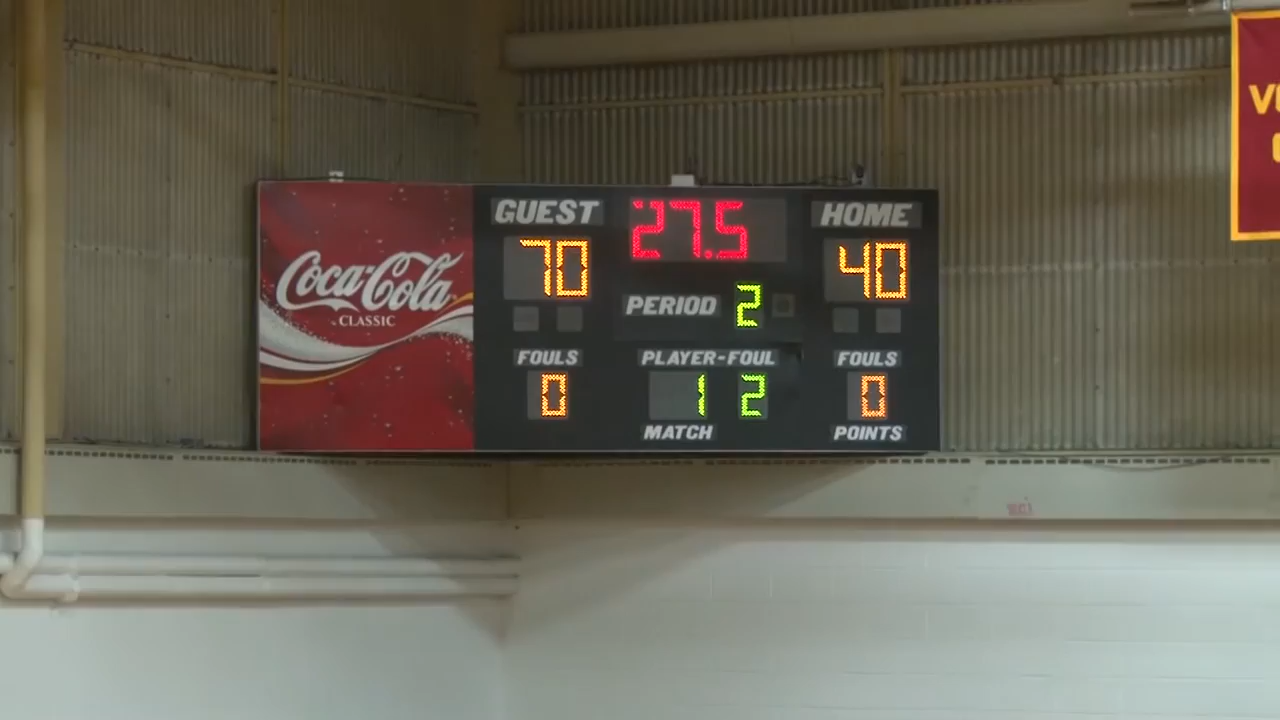 Coca-Cola
CLASSIC
GUEST
27.5
HOME
70
40
PERIOD 2
FOULS
PLAYER-FOUL
FOULS
0
1 2
0
MATCH
POINTS